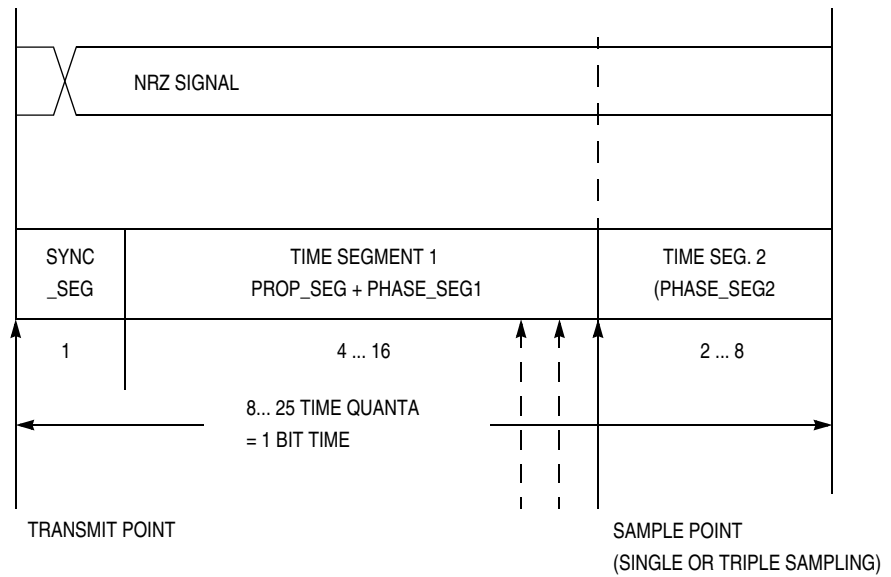 NRZ SIGNAL
SYNC
_SEG
TIME SEGMENT 1
PROP_SEG + PHASE_SEG1
TIME SEG. 2
(PHASE_SEG2
1
4 ... 16
2 ... 8
8... 25 TIME QUANTA
= 1 BIT TIME
TRANSMIT POINT
SAMPLE POINT
(SINGLE OR TRIPLE SAMPLING)